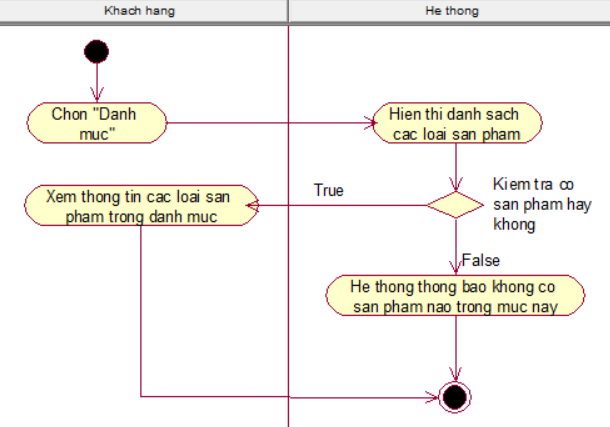 Khach hang
He thong
Chon "Danh
muc"
Hien thi danh sach
cac loai san pham
Xem thong tin cac loai san
pham trong danh muc
True
Kiem tra co
san pham hay
khong
False
He thong thong bao khong co
san pham nao trong muc nay